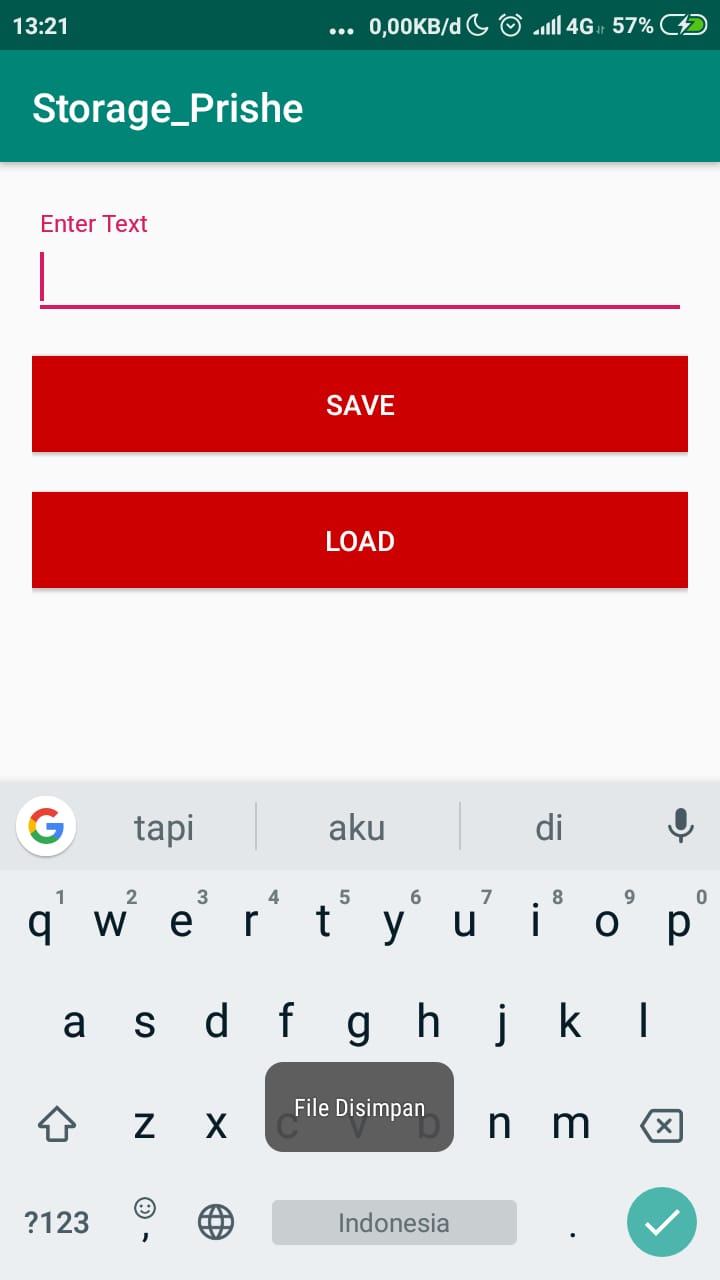 13:21 ... 0,00KB/d 4G 57%
Storage_Prishe
Enter Text
SAVE
LOAD
tapi aku di
1 2 3 4 5 6 7 8 9 0
q w e r t y u i o p
a s d f g h j k l
z x c v b n m
File Disimpan
?123 , Indonesia .